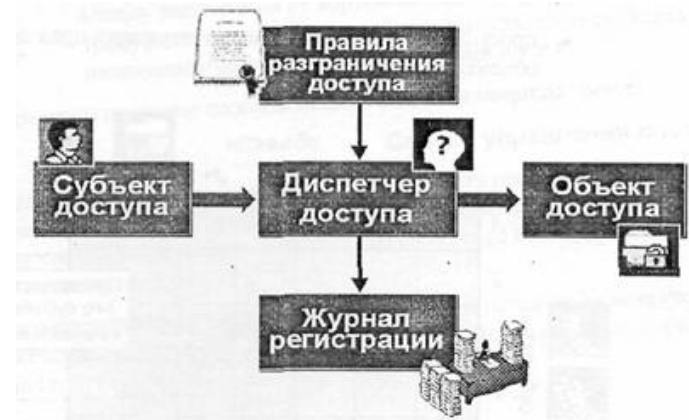 Правила
разграничения
доступа
Субъект
доступа
?
Диспетчер
доступа
Объект
доступа
Журнал
регистрации